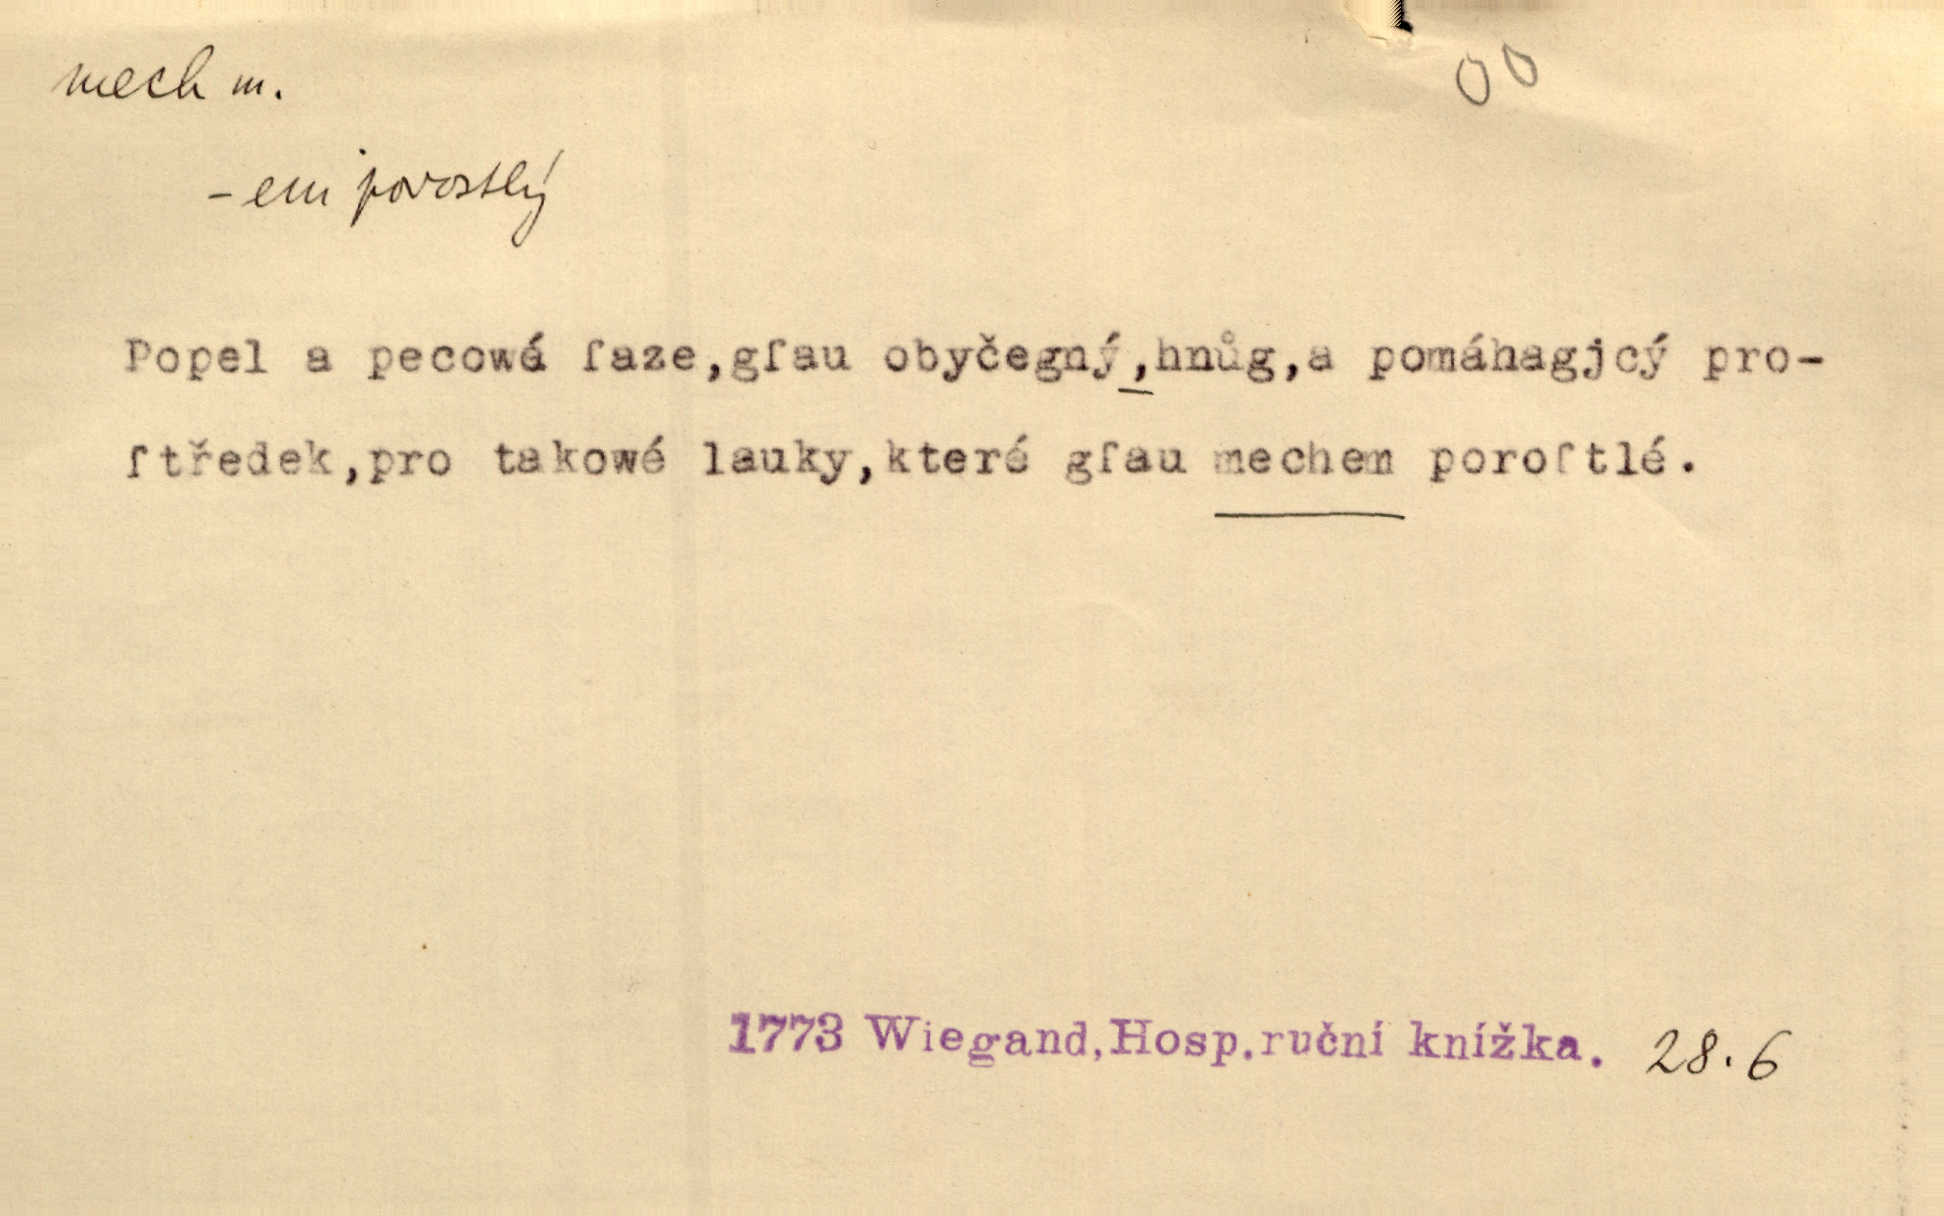 mech m.
00
-em porostlý
Popel a pecowá ſaze,gſau obyčegný,hnůg,a pomáhagjcý pro-
ſtředek,pro takowé lauky,které gſau mechem poroſtlé.
1773 Wiegand,Hosp.ruční knížka. 28.6